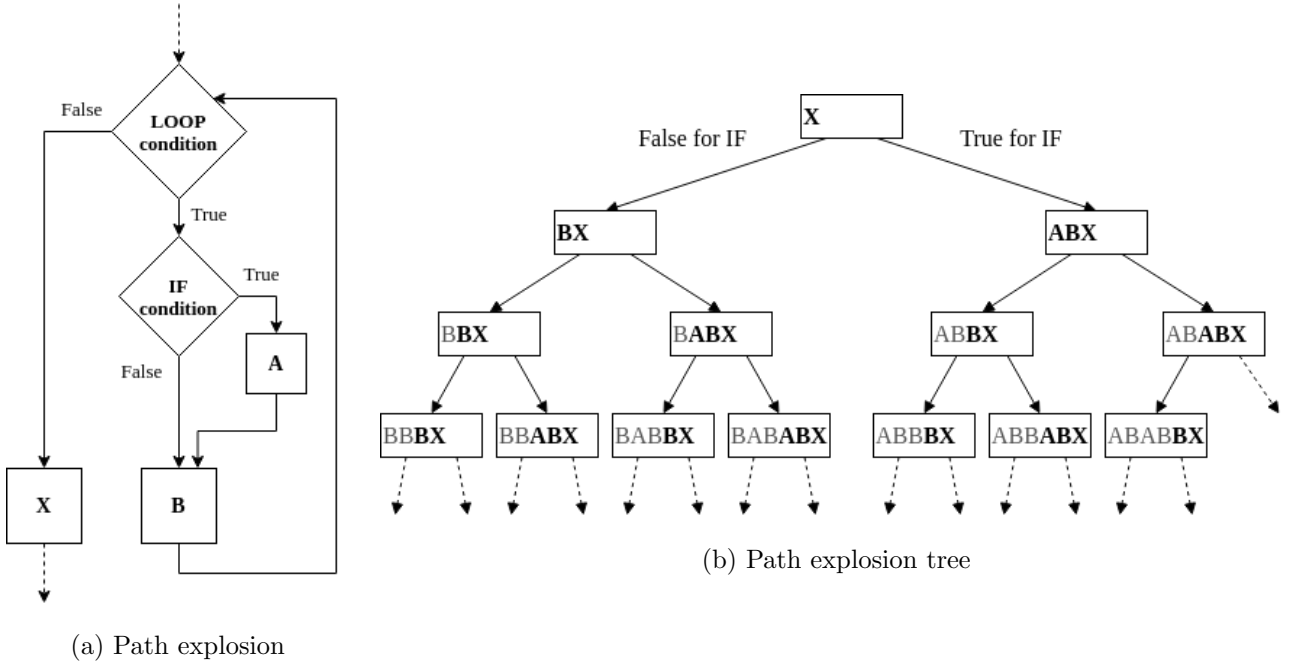 False
LOOP
condition
True
IF
condition
True
False
A
X
B
(a) Path explosion
X
False for IF
True for IF
BX
ABX
BBX
BABX
ABBX
ABABX
BBBX
BBABX
BABBX
BABABX
ABBBX
ABBABX
ABABBX
(b) Path explosion tree